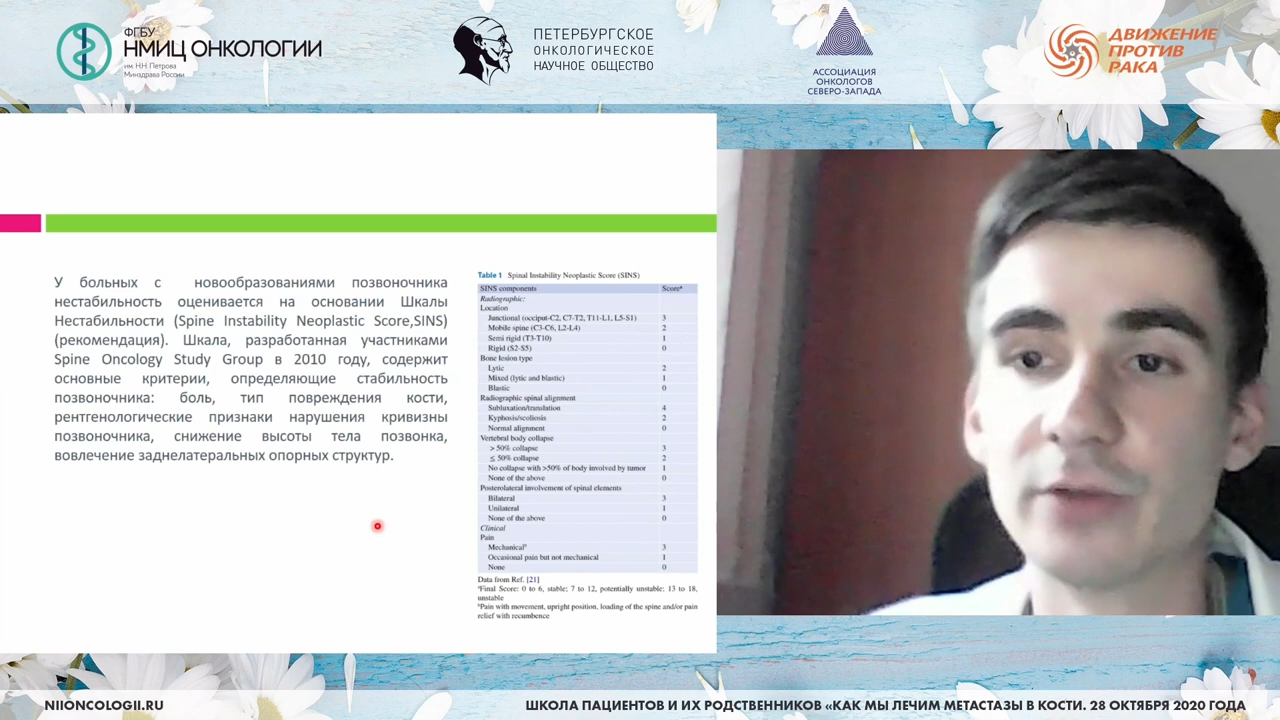 ФГБУ
НМИЦ ОНКОЛОГИИ
им. Н.Н. Петрова
Минздрава России
ПЕТЕРБУРГСКОЕ
ОНКОЛОГИЧЕСКОЕ
НАУЧНОЕ ОБЩЕСТВО
АССОЦИАЦИЯ
ОНКОЛОГОВ
СЕВЕРО-ЗАПАДА
ДВИЖЕНИЕ
ПРОТИВ
РАКА
У больных с новообразованиями позвоночника
нестабильность оценивается на основании Шкалы
Нестабильности (Spine Instability Neoplastic Score,SINS)
(рекомендация). Шкала, разработанная участниками
Spine Oncology Study Group в 2010 году, содержит
основные критерии, определяющие стабильность
позвоночника: боль, тип повреждения кости,
рентгенологические признаки нарушения кривизны
позвоночника, снижение высоты тела позвонка,
вовлечение заднелатеральных опорных структур.
Table 1 Spinal Instability Neoplastic Score (SINS)
SINS components Scoreᵃ
Radiographic:
Location
Junctional (occiput-C2, C7-T2, T11-L1, L5-S1) 3
Mobile spine (C3-C6, L2-L4) 2
Semi rigid (T3-T10) 1
Rigid (S2-S5) 0
Bone lesion type
Lytic 2
Mixed (lytic and blastic) 1
Blastic 0
Radiographic spinal alignment
Subluxation/translation 4
Kyphosis/scoliosis 2
Normal alignment 0
Vertebral body collapse
> 50% collapse 3
≤ 50% collapse 2
No collapse with >50% of body involved by tumor 1
None of the above 0
Posterolateral involvement of spinal elements
Bilateral 3
Unilateral 1
None of the above 0
Clinical
Pain
Mechanicalᵇ 3
Occasional pain but not mechanical 1
None 0
Data from Ref. [21]
ᵃFinal Score: 0 to 6, stable; 7 to 12, potentially unstable; 13 to 18,
unstable
ᵇPain with movement, upright position, loading of the spine and/or pain
relief with recumbence
NIIONCOLOGII.RU
ШКОЛА ПАЦИЕНТОВ И ИХ РОДСТВЕННИКОВ «КАК МЫ ЛЕЧИМ МЕТАСТАЗЫ В КОСТИ. 28 ОКТЯБРЯ 2020 ГОДА